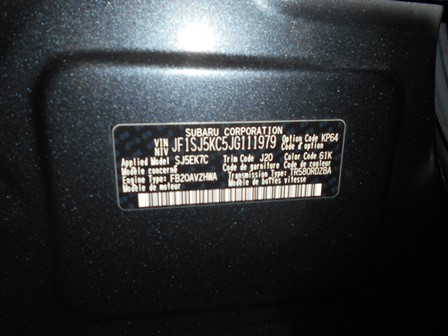 SUBARU CORPORATION
VIN NIV JF1SJ5KC5JG111979 Option Code KP64
Code d'option
Applied Model SJ5EK7C Trim Code J20 Color Code 61K
Modèle concerné Code de garniture Code de couleur
Engine Type FB20AVZHWA Transmission Type TR580RDZBA
Modèle de moteur Modèle de boîtes vitesse